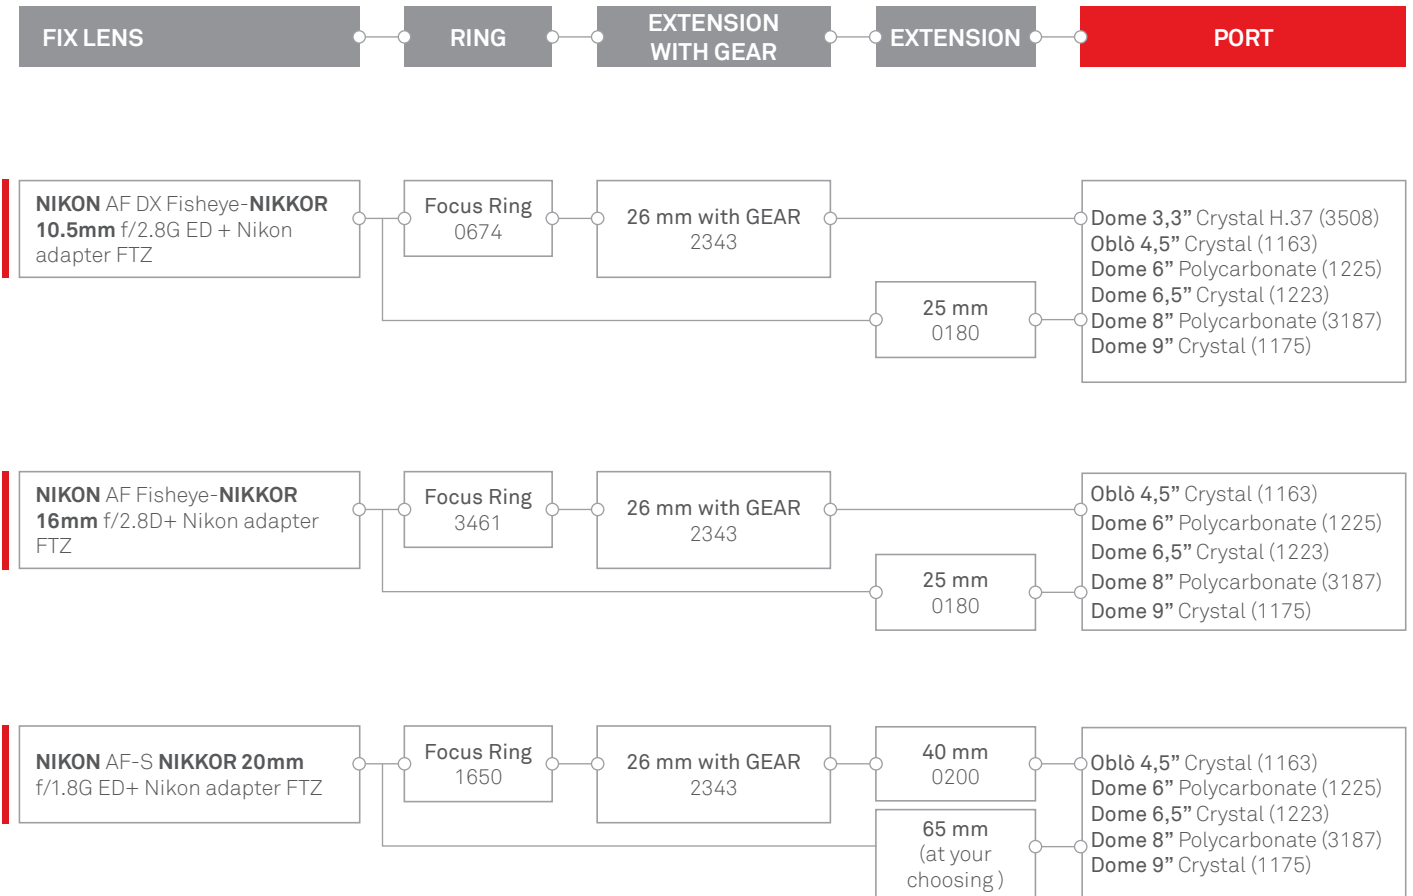 FIX LENS
RING
EXTENSION
WITH GEAR
EXTENSION
PORT
NIKON AF DX Fisheye-NIKKOR
10.5mm f/2.8G ED + Nikon
adapter FTZ
Focus Ring
0674
26 mm with GEAR
2343
25 mm
0180
Dome 3,3” Crystal H.37 (3508)
Oblò 4,5” Crystal (1163)
Dome 6” Polycarbonate (1225)
Dome 6,5” Crystal (1223)
Dome 8” Polycarbonate (3187)
Dome 9” Crystal (1175)
NIKON AF Fisheye-NIKKOR
16mm f/2.8D+ Nikon adapter
FTZ
Focus Ring
3461
26 mm with GEAR
2343
25 mm
0180
Oblò 4,5” Crystal (1163)
Dome 6” Polycarbonate (1225)
Dome 6,5” Crystal (1223)
Dome 8” Polycarbonate (3187)
Dome 9” Crystal (1175)
NIKON AF-S NIKKOR 20mm
f/1.8G ED+ Nikon adapter FTZ
Focus Ring
1650
26 mm with GEAR
2343
40 mm
0200
65 mm
(at your
choosing )
Oblò 4,5” Crystal (1163)
Dome 6” Polycarbonate (1225)
Dome 6,5” Crystal (1223)
Dome 8” Polycarbonate (3187)
Dome 9” Crystal (1175)